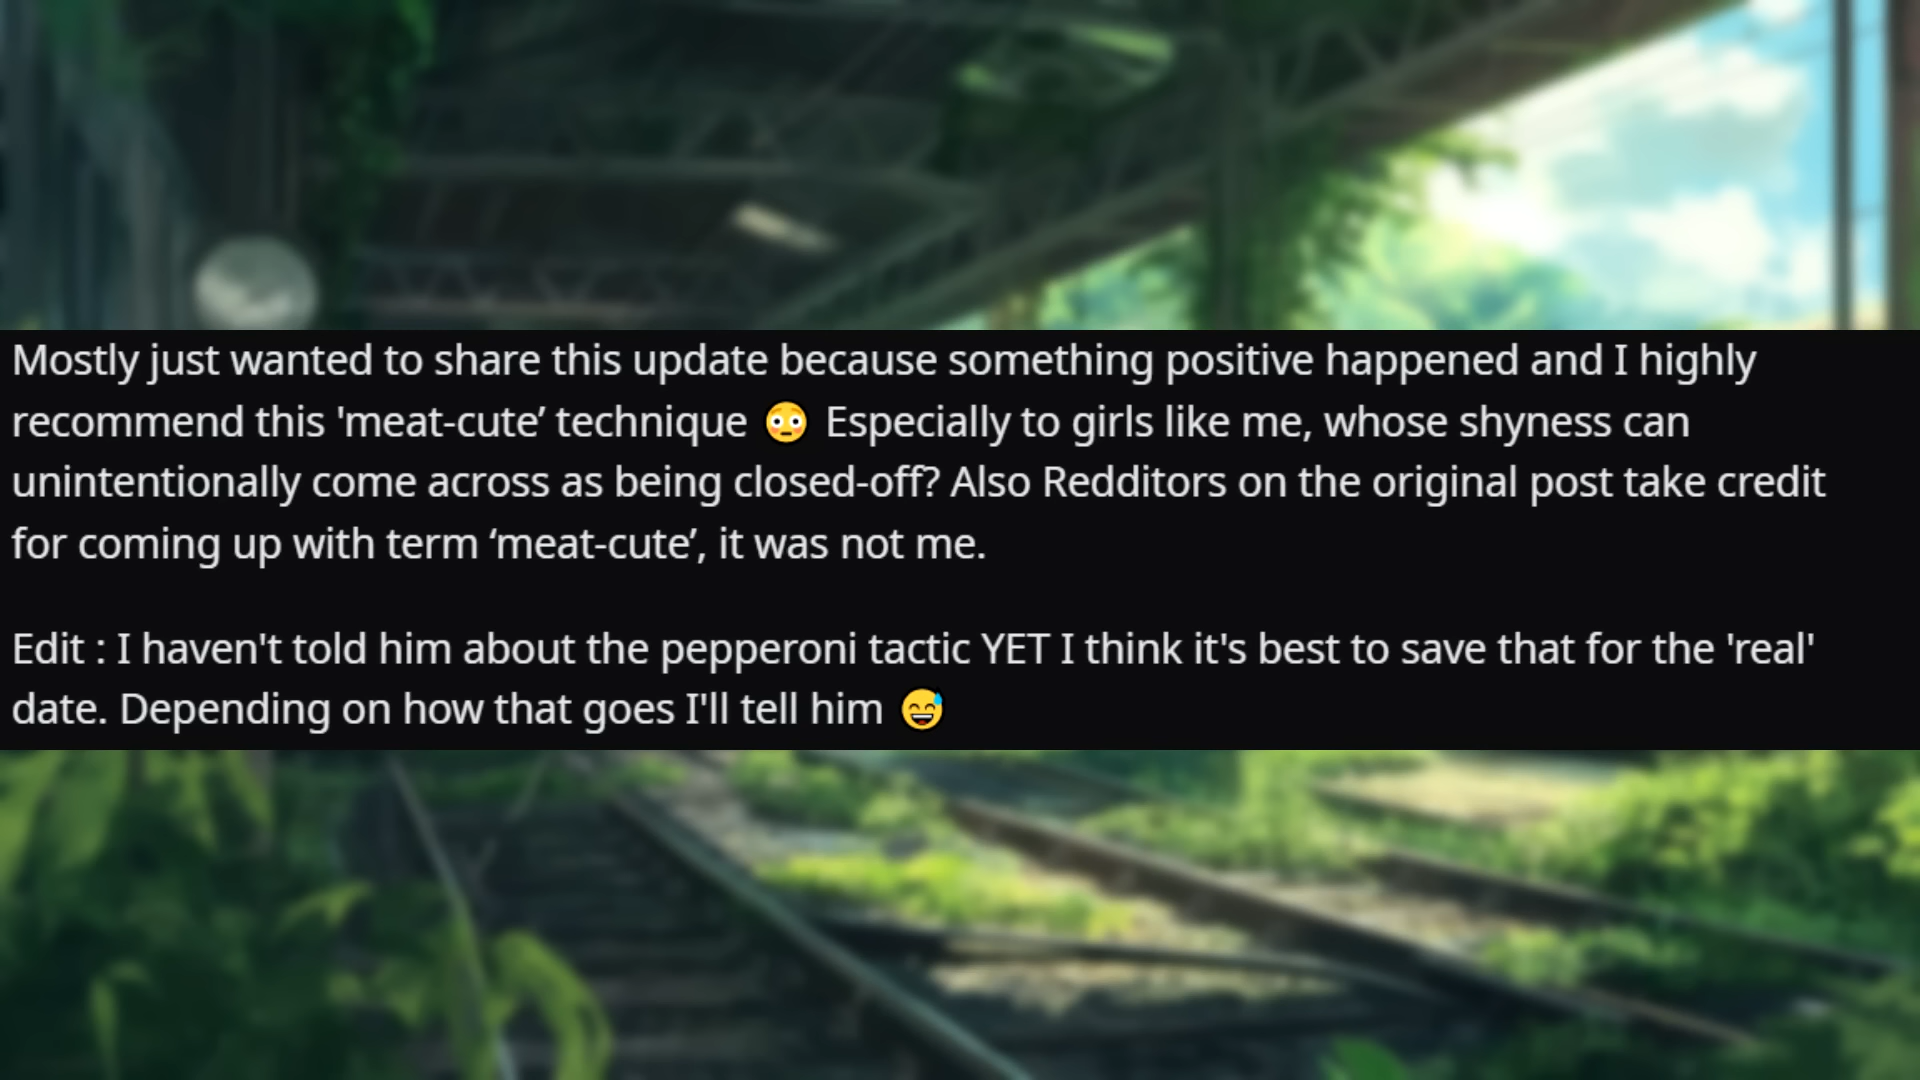 Mostly just wanted to share this update because something positive happened and I highly
recommend this 'meat-cute’ technique 😳 Especially to girls like me, whose shyness can
unintentionally come across as being closed-off? Also Redditors on the original post take credit
for coming up with term ‘meat-cute’, it was not me.
Edit : I haven't told him about the pepperoni tactic YET I think it's best to save that for the 'real'
date. Depending on how that goes I'll tell him 😅